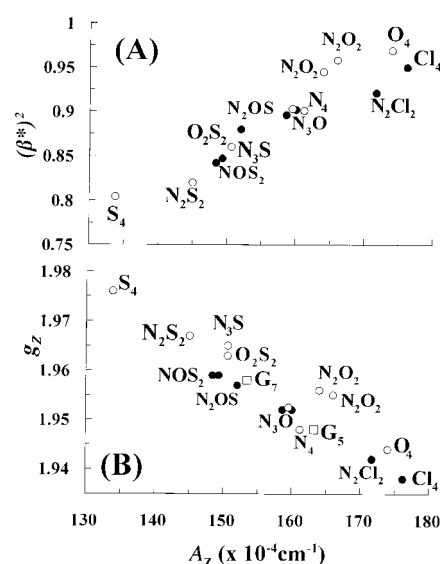 1
(A)
O₄
N₂O₂
0.95
N₂O₂
Cl₄
(β*)²
N₂OS
N₄
N₂Cl₂
0.9
O₂S₂
N₃O
N₃S
0.85
NOS₂
N₂S₂
0.8
S₄
0.75
1.98
S₄
1.97
N₃S
g_Z
N₂S₂
O₂S₂
1.96
NOS₂
G₇
N₂O₂
N₂OS
N₂O₂
1.95
N₃O
G₅
N₄
O₄
1.94
(B)
N₂Cl₂
Cl₄
130 140 150 160 170 180
A_Z (x 10⁻⁴cm⁻¹)